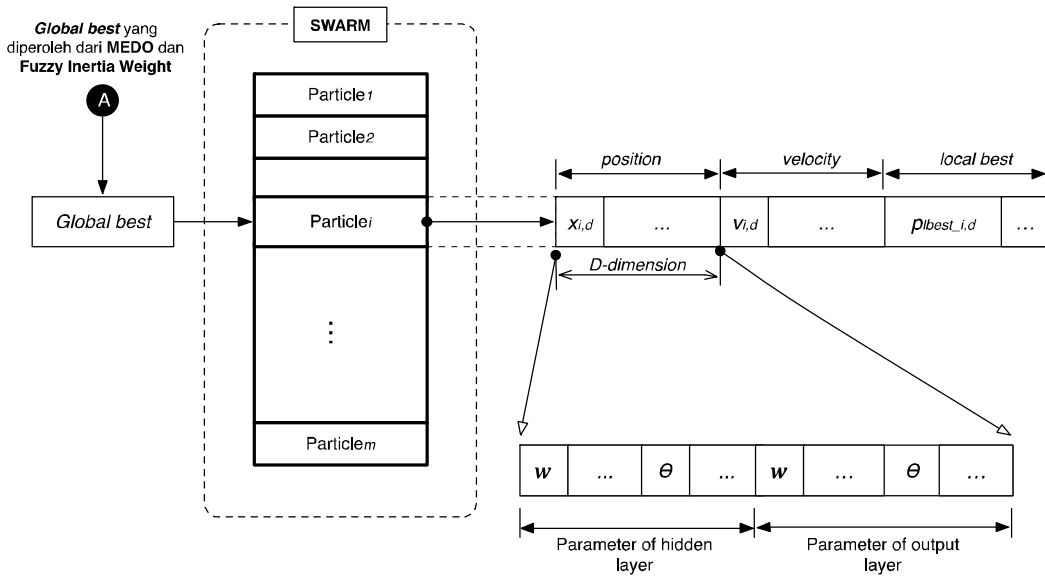 Global best yang
diperoleh dari MEDO dan
Fuzzy Inertia Weight
A
Global best
SWARM
Particle1
Particle2
Particlei
⋮
Particlem
position
velocity
local best
xi,d
...
vi,d
...
plbest_i,d
...
D-dimension
w
...
θ
...
w
...
θ
...
Parameter of hidden
layer
Parameter of output
layer